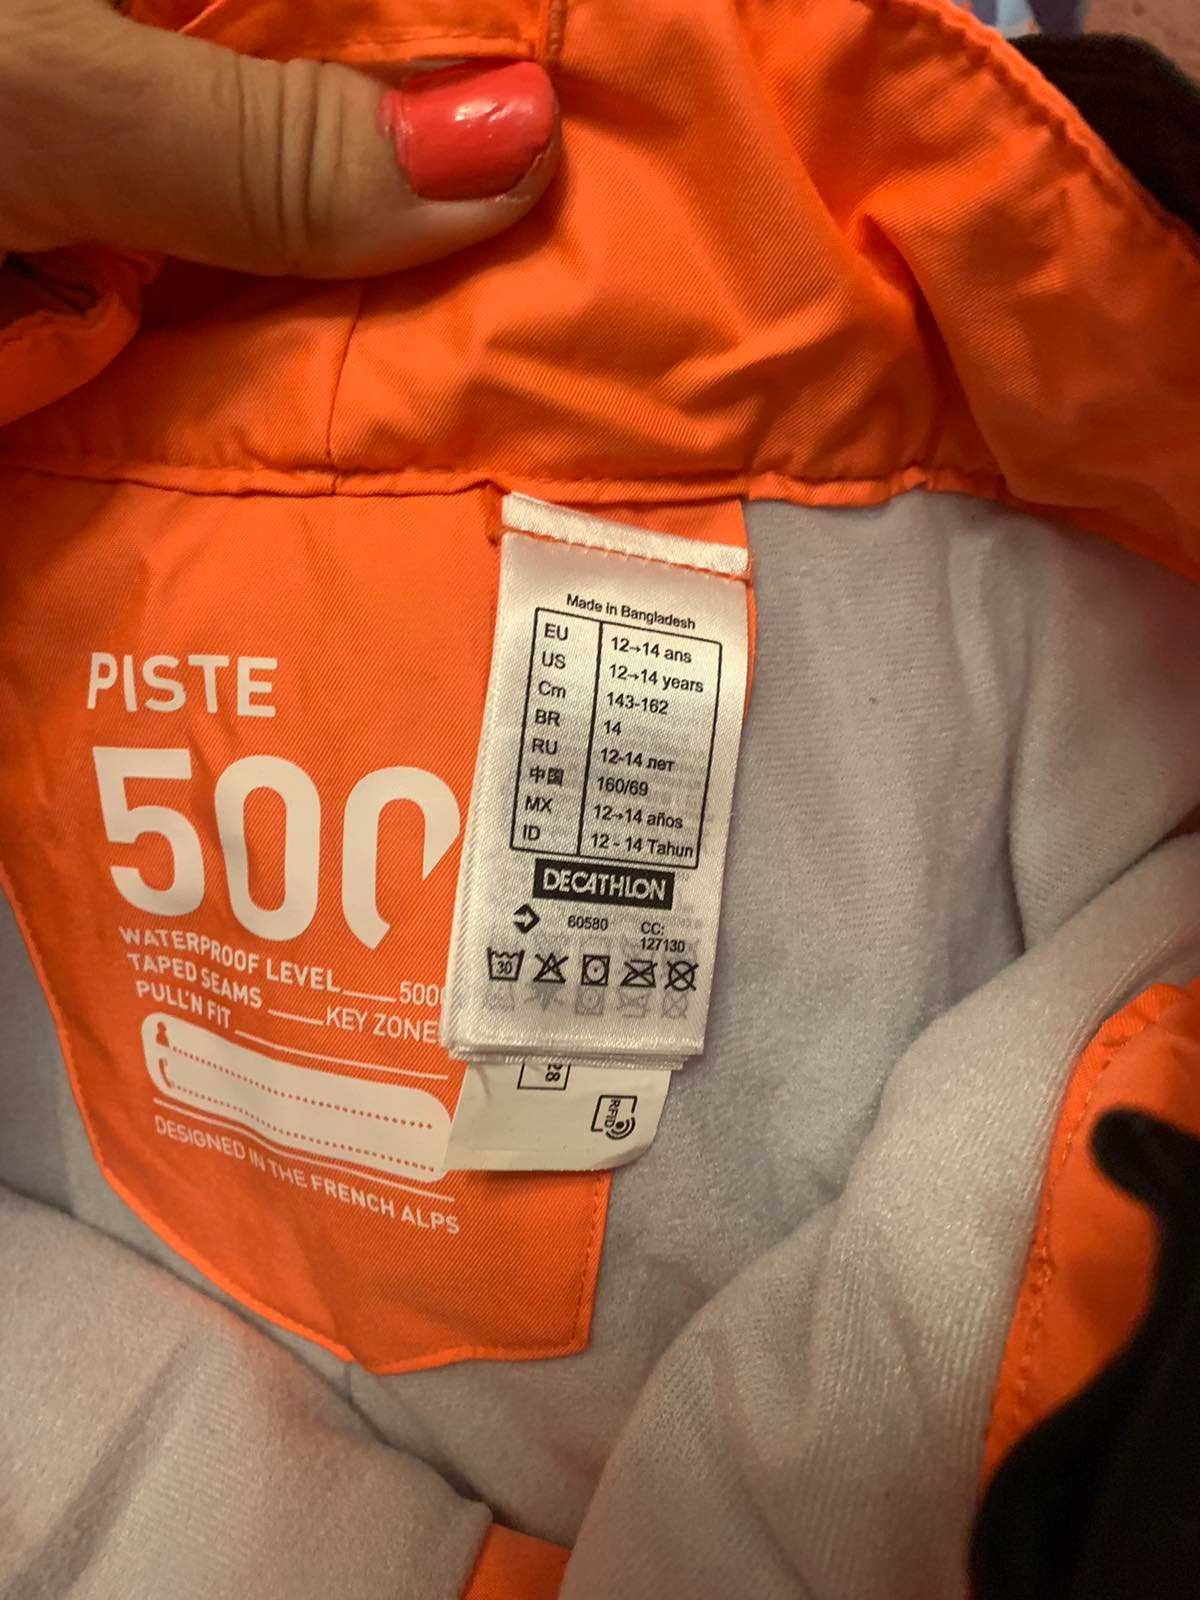 PISTE
500
WATERPROOF LEVEL 500
TAPED SEAMS KEY ZONE
PULL'N FIT
DESIGNED IN THE FRENCH ALPS
Made in Bangladesh
EU 12→14 ans
US 12→14 years
Cm 143-162
BR 14
RU 12-14 лет
中国 160/69
MX 12→14 años
ID 12 - 14 Tahun
DECATHLON
60580 CC:
127130
30
28
RFID